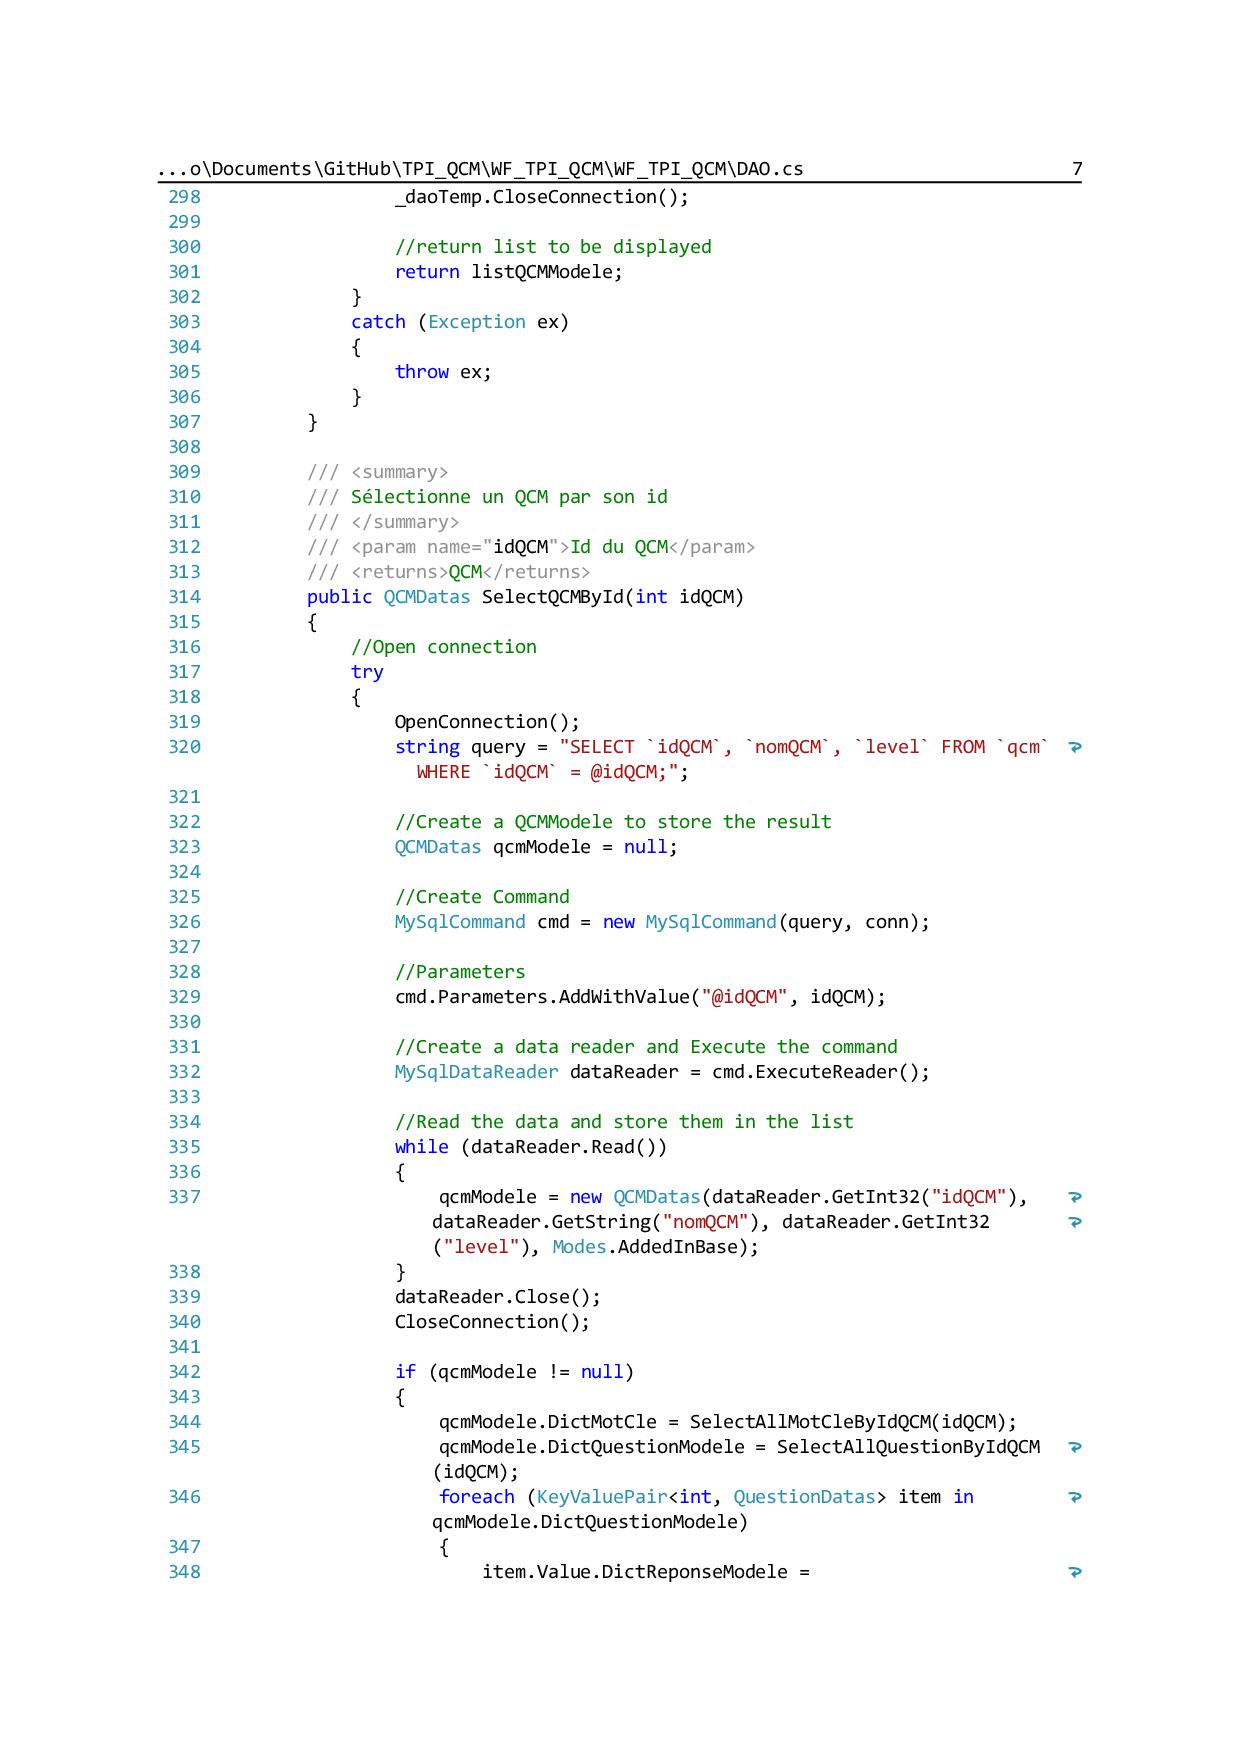 ...o\Documents\GitHub\TPI_QCM\WF_TPI_QCM\WF_TPI_QCM\DAO.cs 7
298 _daoTemp.CloseConnection();
299
300 //return list to be displayed
301 return listQCMModele;
302 }
303 catch (Exception ex)
304 {
305 throw ex;
306 }
307 }
308
309 /// <summary>
310 /// Sélectionne un QCM par son id
311 /// </summary>
312 /// <param name="idQCM">Id du QCM</param>
313 /// <returns>QCM</returns>
314 public QCMDatas SelectQCMById(int idQCM)
315 {
316 //Open connection
317 try
318 {
319 OpenConnection();
320 string query = "SELECT `idQCM`, `nomQCM`, `level` FROM `qcm`
WHERE `idQCM` = @idQCM;";
321
322 //Create a QCMModele to store the result
323 QCMDatas qcmModele = null;
324
325 //Create Command
326 MySqlCommand cmd = new MySqlCommand(query, conn);
327
328 //Parameters
329 cmd.Parameters.AddWithValue("@idQCM", idQCM);
330
331 //Create a data reader and Execute the command
332 MySqlDataReader dataReader = cmd.ExecuteReader();
333
334 //Read the data and store them in the list
335 while (dataReader.Read())
336 {
337 qcmModele = new QCMDatas(dataReader.GetInt32("idQCM"),
dataReader.GetString("nomQCM"), dataReader.GetInt32
("level"), Modes.AddedInBase);
338 }
339 dataReader.Close();
340 CloseConnection();
341
342 if (qcmModele != null)
343 {
344 qcmModele.DictMotCle = SelectAllMotCleByIdQCM(idQCM);
345 qcmModele.DictQuestionModele = SelectAllQuestionByIdQCM
(idQCM);
346 foreach (KeyValuePair<int, QuestionDatas> item in
qcmModele.DictQuestionModele)
347 {
348 item.Value.DictReponseModele =